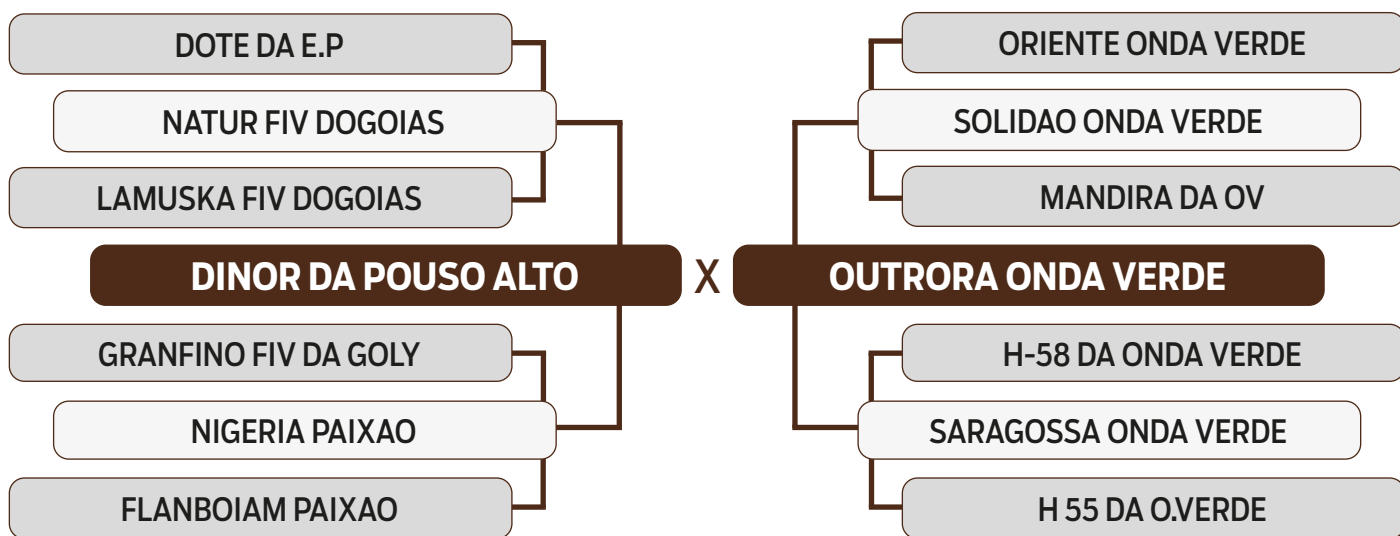 DOTE DA E.P
NATUR FIV DOGOIAS
LAMUSKA FIV DOGOIAS
DINOR DA POUSO ALTO
GRANFINO FIV DA GOLY
NIGERIA PAIXAO
FLANBOIAM PAIXAO
X
ORIENTE ONDA VERDE
SOLIDAO ONDA VERDE
MANDIRA DA OV
OUTRORA ONDA VERDE
H-58 DA ONDA VERDE
SARAGOSSA ONDA VERDE
H 55 DA O.VERDE